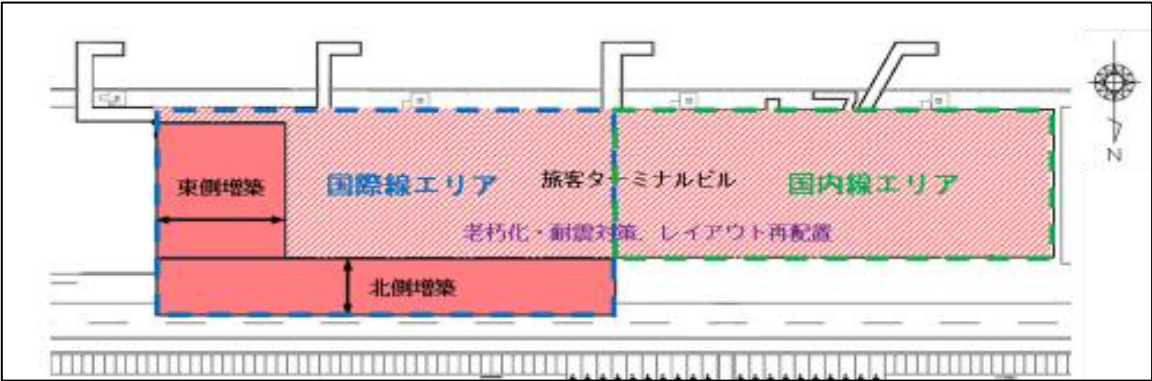 東側増築
国際線エリア
旅客ターミナルビル
国内線エリア
老朽化・耐震対策、レイアウト再配置
北側増築
N